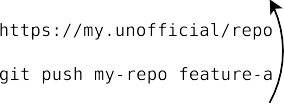 https://my.unofficial/repo
git push my-repo feature-a